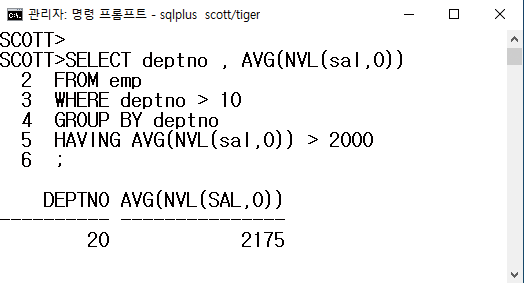 관리자: 명령 프롬프트 - sqlplus  scott/tiger
SCOTT>
SCOTT>SELECT deptno , AVG(NVL(sal,0))
  2  FROM emp
  3  WHERE deptno > 10
  4  GROUP BY deptno
  5  HAVING AVG(NVL(sal,0)) > 2000
  6  ;
    DEPTNO AVG(NVL(SAL,0))
---------- ---------------
        20            2175